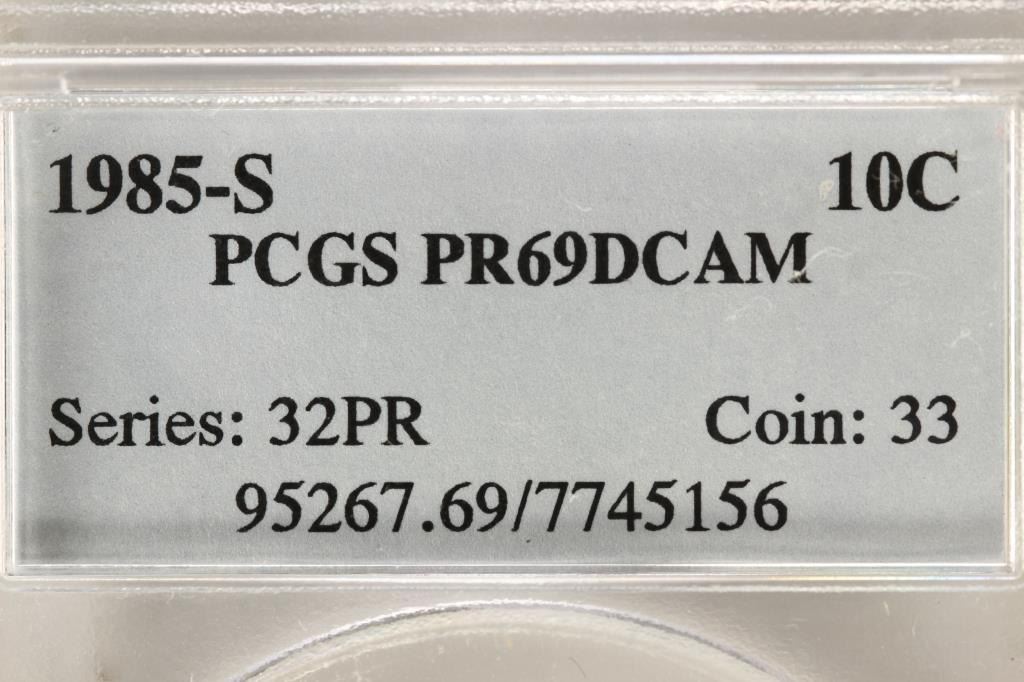 1985-S 10C
PCGS PR69DCAM
Series: 32PR Coin: 33
95267.69/7745156